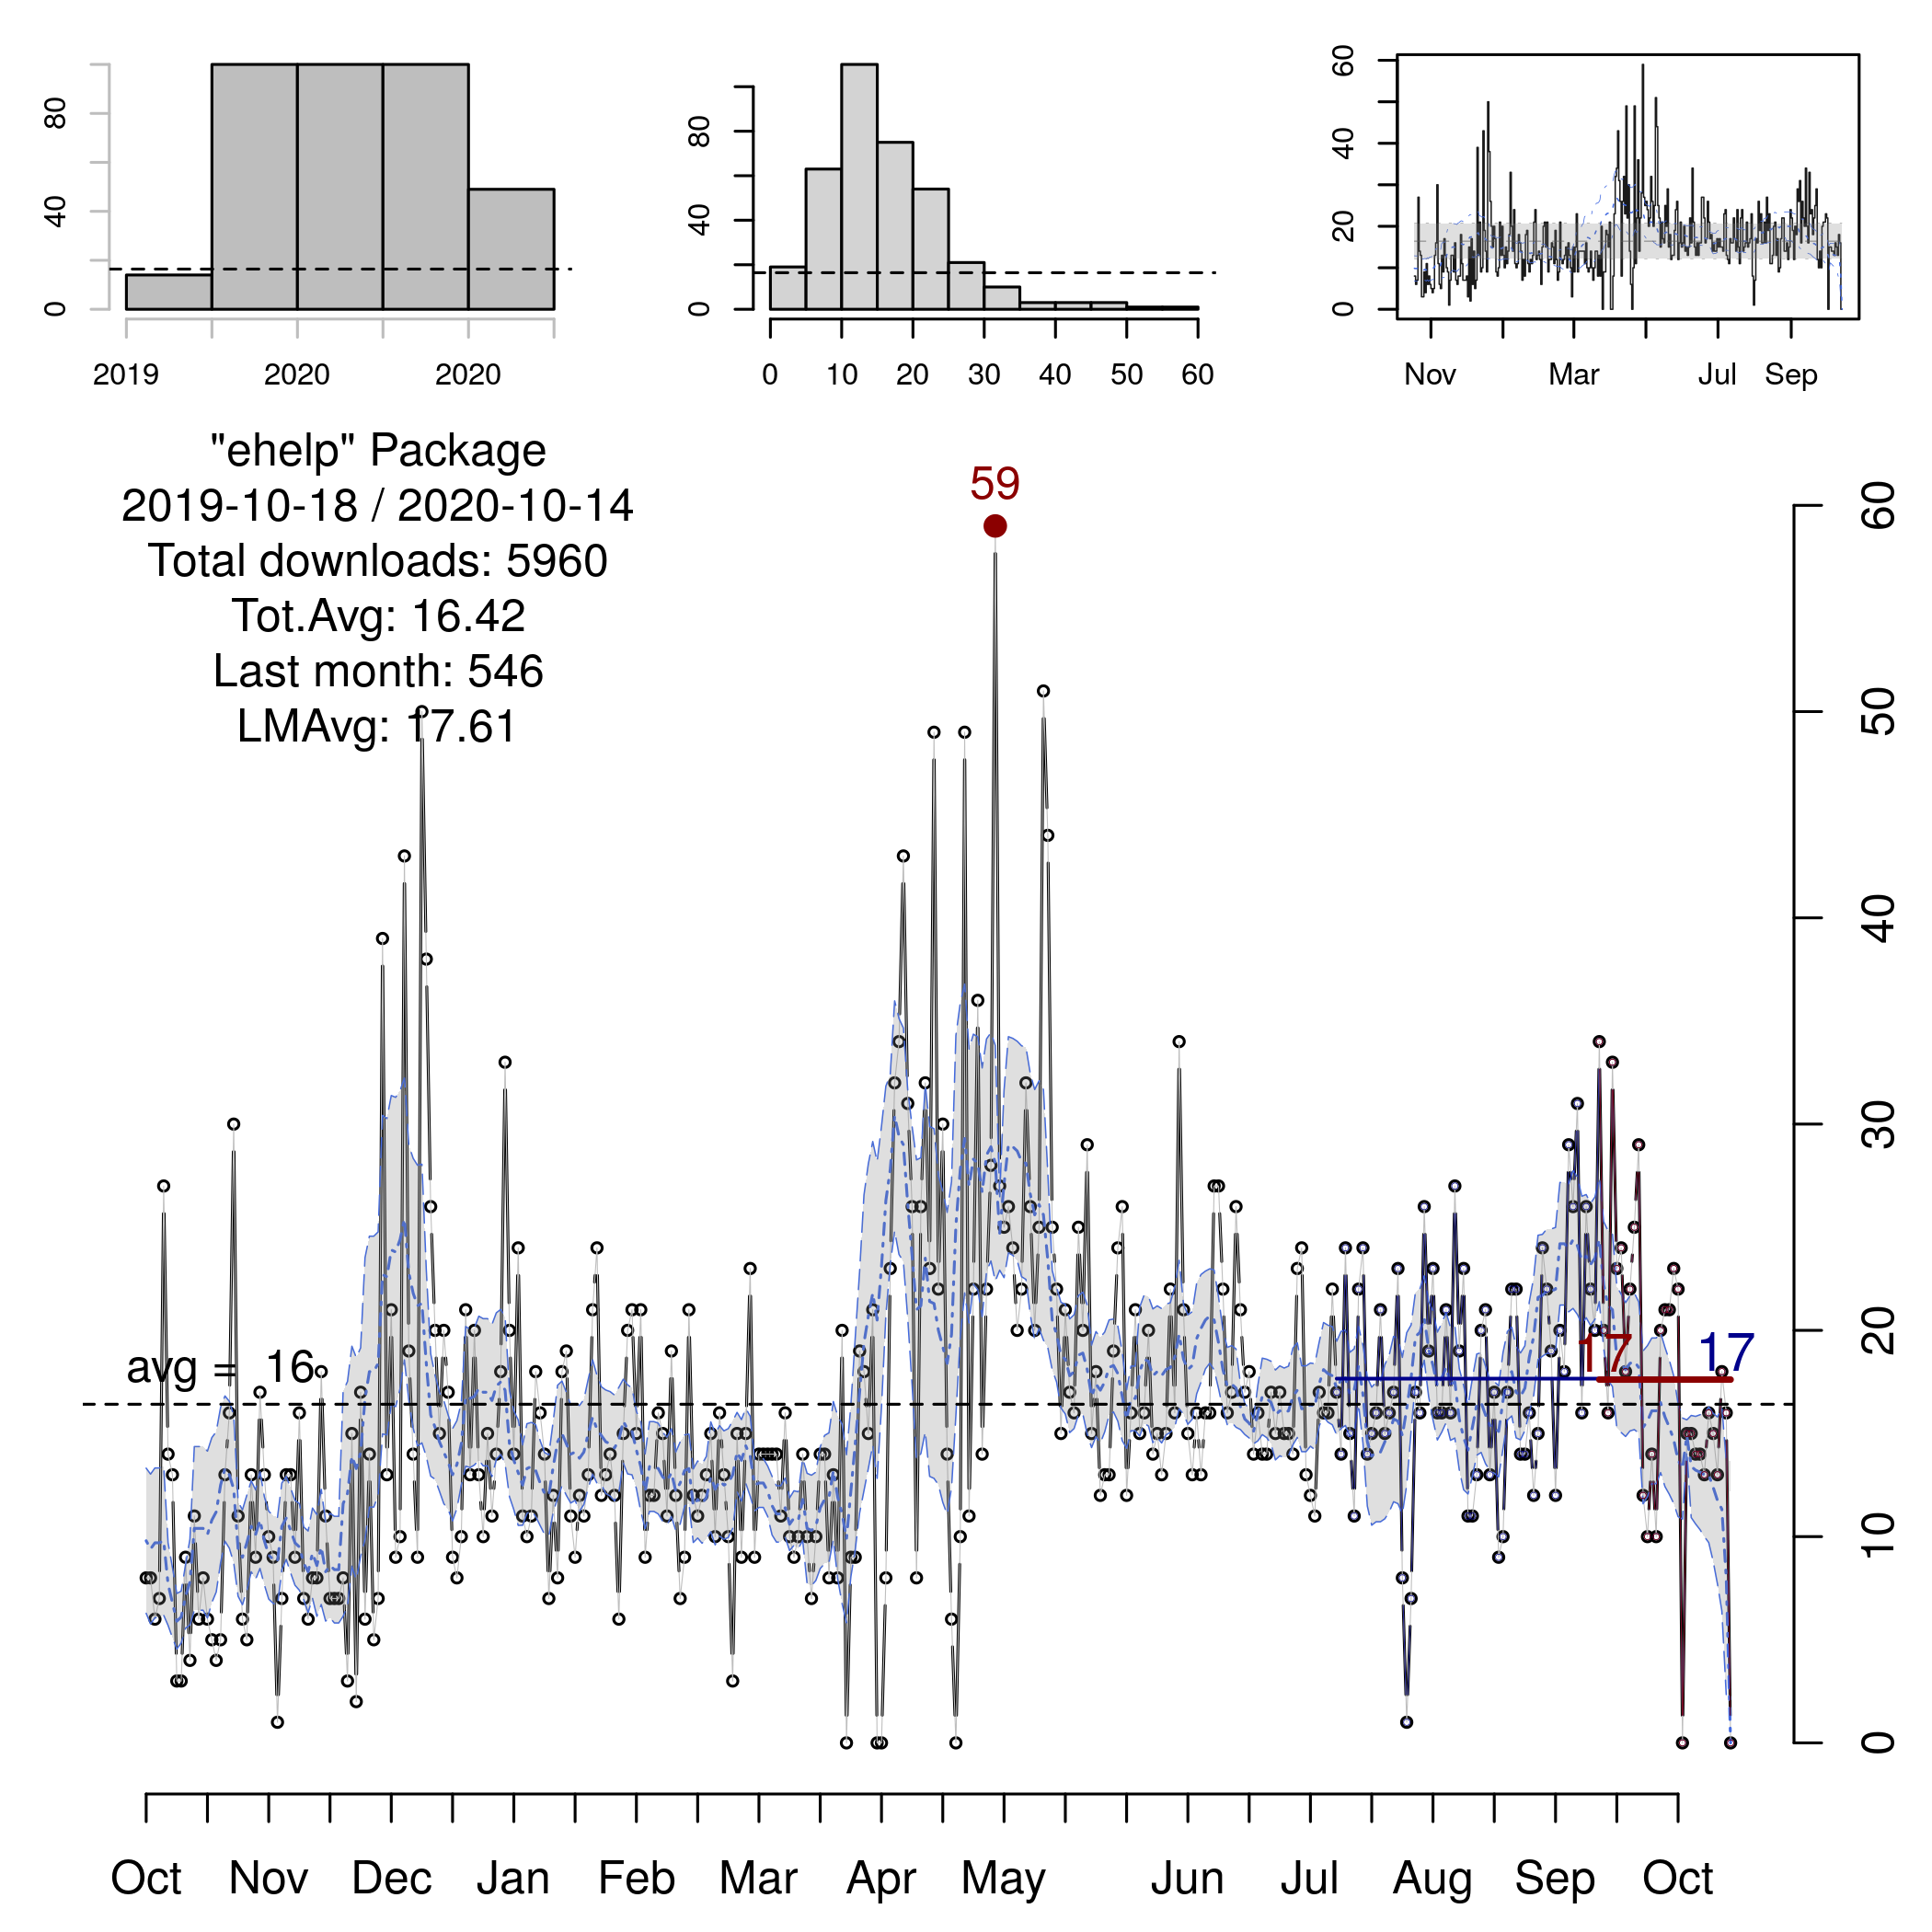 80
40
0
2019 2020 2020
80
40
0
0 10 20 30 40 50 60
60
40
20
0
Nov Mar Jul Sep
"ehelp" Package
2019-10-18 / 2020-10-14
Total downloads: 5960
Tot.Avg: 16.42
Last month: 546
LMAvg: 17.61
59
avg = 16
17
17
60
50
40
30
20
10
0
Oct Nov Dec Jan Feb Mar Apr May Jun Jul Aug Sep Oct